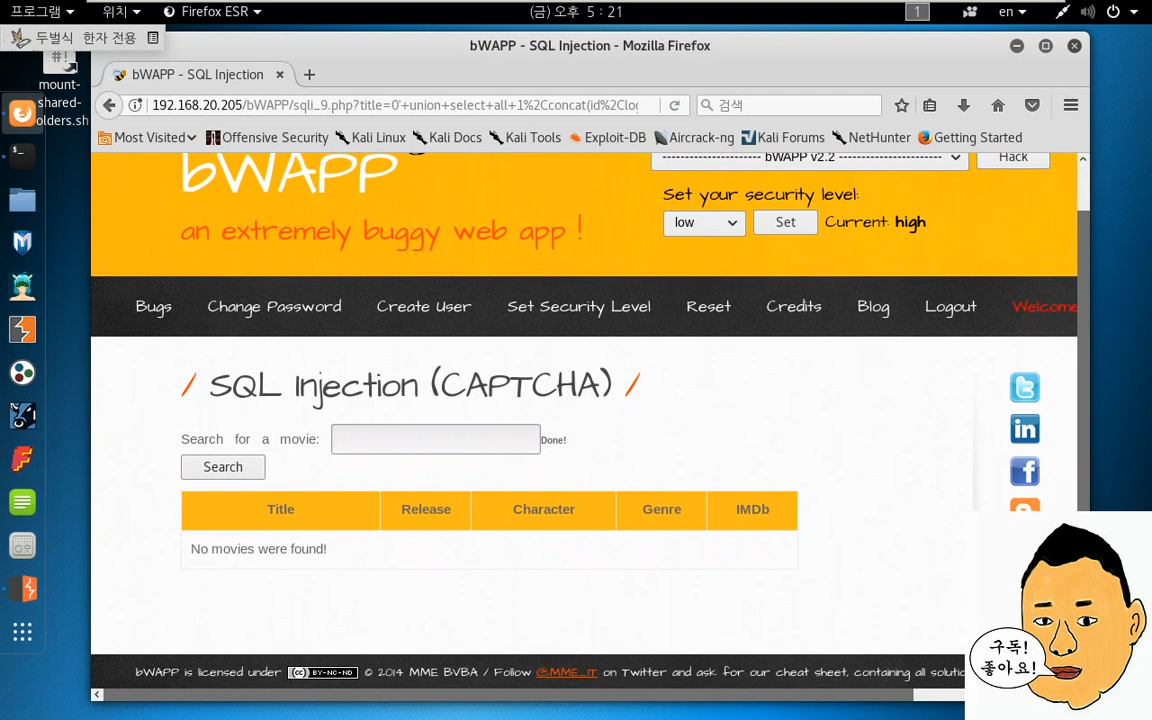 프로그램 위치 Firefox ESR (금) 오후 5 : 21 1 en
두벌식 한자 전용
#!
mount-
shared-
olders.sh
bWAPP - SQL Injection - Mozilla Firefox
bWAPP - SQL Injection
192.168.20.205/bWAPP/sqli_9.php?title=0'+union+select+all+1%2Cconcat(id%2Clo 검색
Most Visited Offensive Security Kali Linux Kali Docs Kali Tools Exploit-DB Aircrack-ng Kali Forums NetHunter Getting Started
bWAPP
an extremely buggy web app !
--------------------- bWAPP v2.2 ----------------------- Hack
Set your security level:
low Set Current: high
Bugs Change Password Create User Set Security Level Reset Credits Blog Logout Welcome
/ SQL Injection (CAPTCHA) /
Search for a movie: Done!
Search
Title Release Character Genre IMDb
No movies were found!
bWAPP is licensed under (cc) BY-NC-ND © 2014 MME BVBA / Follow @MME_IT on Twitter and ask for our cheat sheet, containing all solutio
구독!
좋아요!